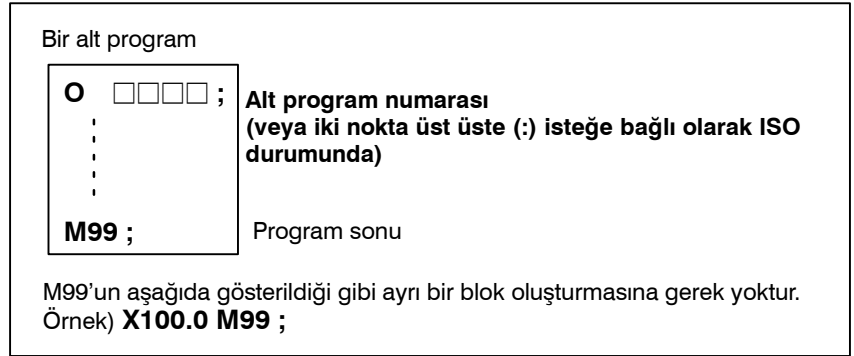 Bir alt program
O □□□□ ; Alt program numarası
(veya iki nokta üst üste (:) isteğe bağlı olarak ISO
durumunda)
M99 ; Program sonu
M99’un aşağıda gösterildiği gibi ayrı bir blok oluşturmasına gerek yoktur.
Örnek) X100.0 M99 ;